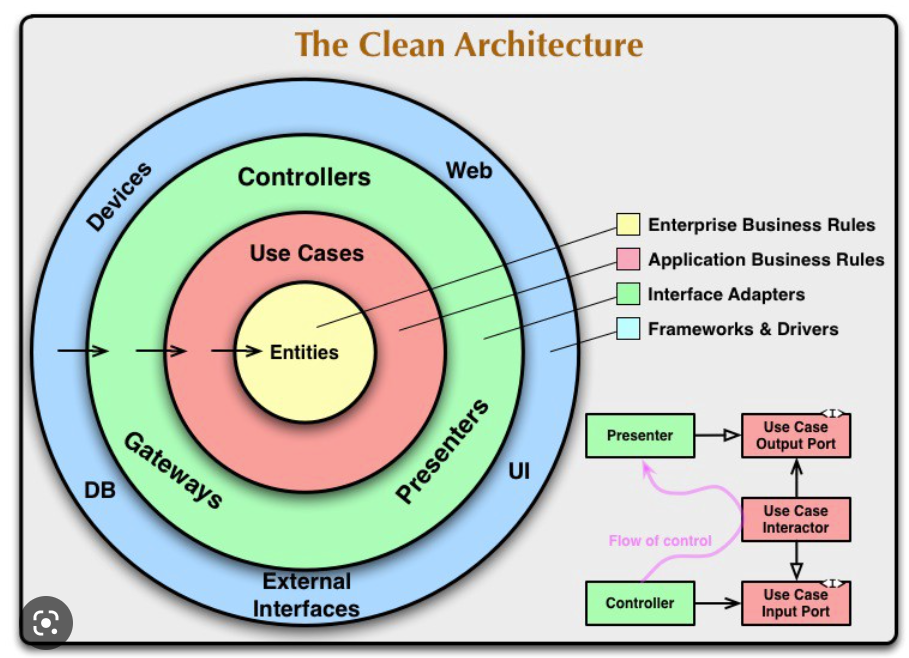 The Clean Architecture
Devices
Controllers
Web
Use Cases
Entities
Gateways
Presenters
DB
UI
External
Interfaces
Enterprise Business Rules
Application Business Rules
Interface Adapters
Frameworks & Drivers
Presenter
<I>
Use Case
Output Port
Flow of control
Use Case
Interactor
Controller
<I>
Use Case
Input Port